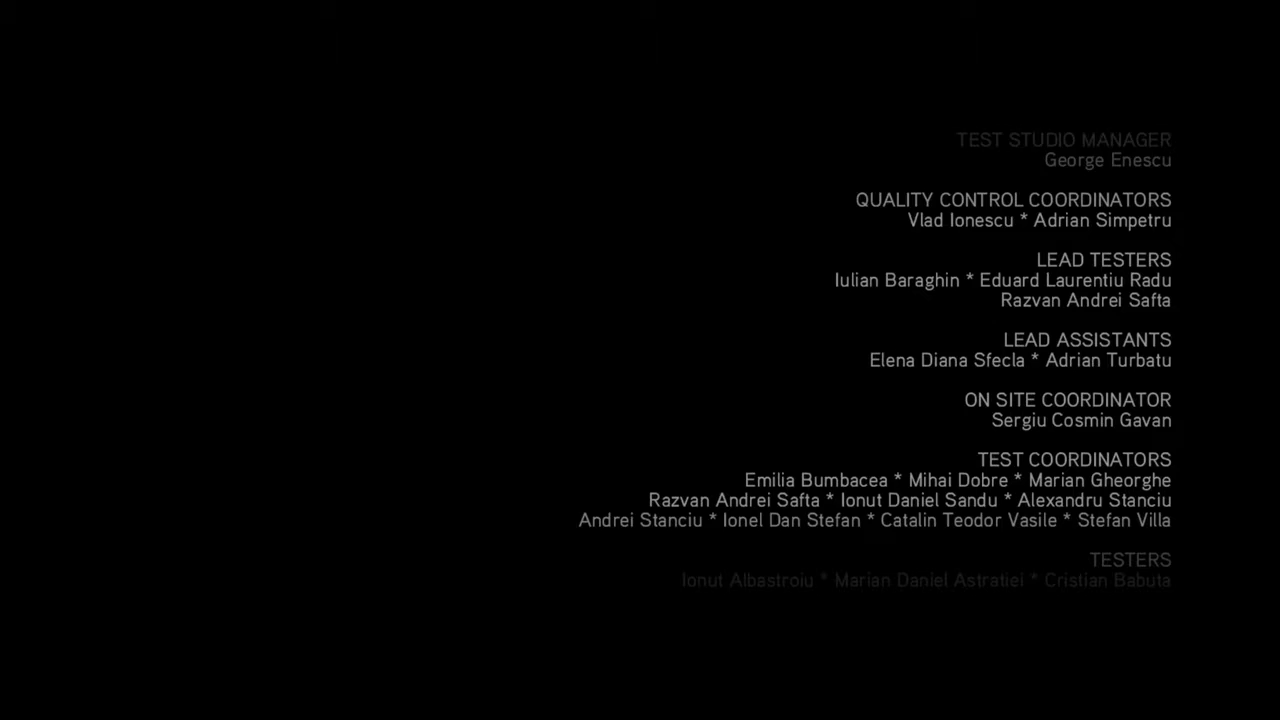 TEST STUDIO MANAGER
George Enescu
QUALITY CONTROL COORDINATORS
Vlad Ionescu * Adrian Simpetru
LEAD TESTERS
Iulian Baraghin * Eduard Laurentiu Radu
Razvan Andrei Safta
LEAD ASSISTANTS
Elena Diana Sfecla * Adrian Turbatu
ON SITE COORDINATOR
Sergiu Cosmin Gavan
TEST COORDINATORS
Emilia Bumbacea * Mihai Dobre * Marian Gheorghe
Razvan Andrei Safta * Ionut Daniel Sandu * Alexandru Stanciu
Andrei Stanciu * Ionel Dan Stefan * Catalin Teodor Vasile * Stefan Villa
TESTERS
Ionut Albastroiu * Marian Daniel Astratiei * Cristian Babuta